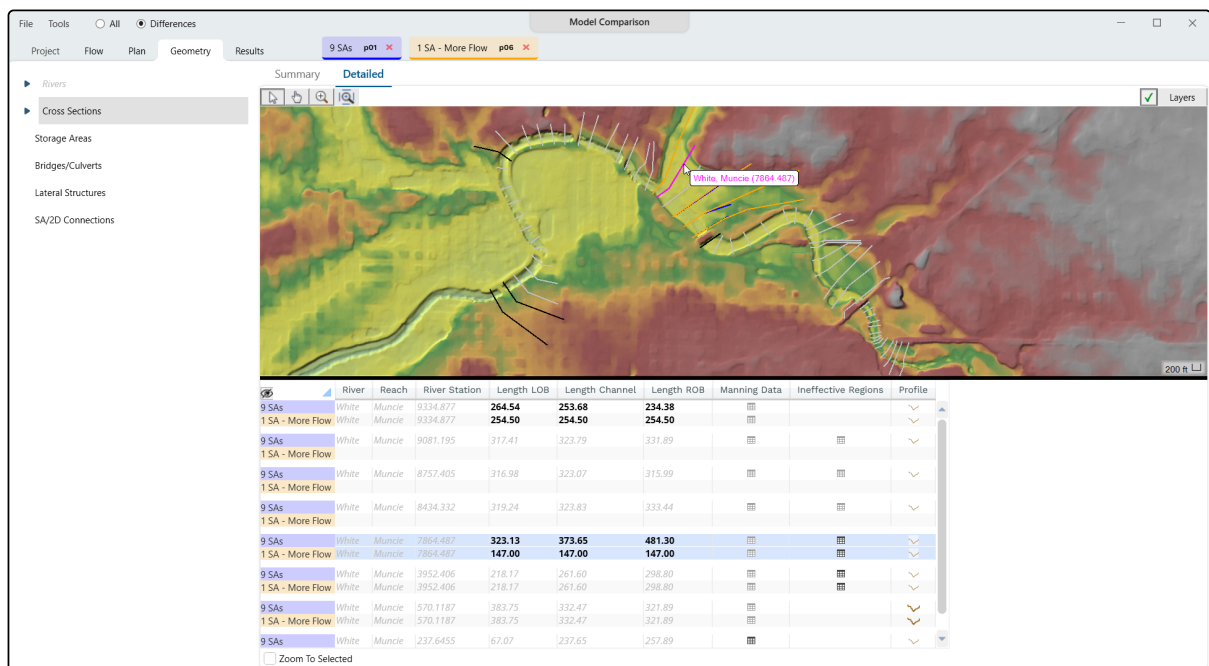 Model Comparison
File Tools All Differences
Project Flow Plan Geometry Results 9 SAs p01 1 SA - More Flow p06
Summary Detailed
Rivers
Cross Sections
Storage Areas
Bridges/Culverts
Lateral Structures
SA/2D Connections
Layers
White, Muncie (7864.487)
200 ft
River Reach River Station Length LOB Length Channel Length ROB Manning Data Ineffective Regions Profile
9 SAs White Muncie 9334.877 264.54 253.68 234.38
1 SA - More Flow White Muncie 9334.877 254.50 254.50 254.50
9 SAs White Muncie 9081.195 317.41 323.79 331.89
1 SA - More Flow
9 SAs White Muncie 8757.405 316.98 323.07 315.99
1 SA - More Flow
9 SAs White Muncie 8434.332 319.24 323.83 333.44
1 SA - More Flow
9 SAs White Muncie 7864.487 323.13 373.65 481.30
1 SA - More Flow White Muncie 7864.487 147.00 147.00 147.00
9 SAs White Muncie 3952.406 218.17 261.60 298.80
1 SA - More Flow White Muncie 3952.406 218.17 261.60 298.80
9 SAs White Muncie 570.1187 383.75 332.47 321.89
1 SA - More Flow White Muncie 570.1187 383.75 332.47 321.89
9 SAs White Muncie 237.6455 67.07 237.65 257.89
Zoom To Selected